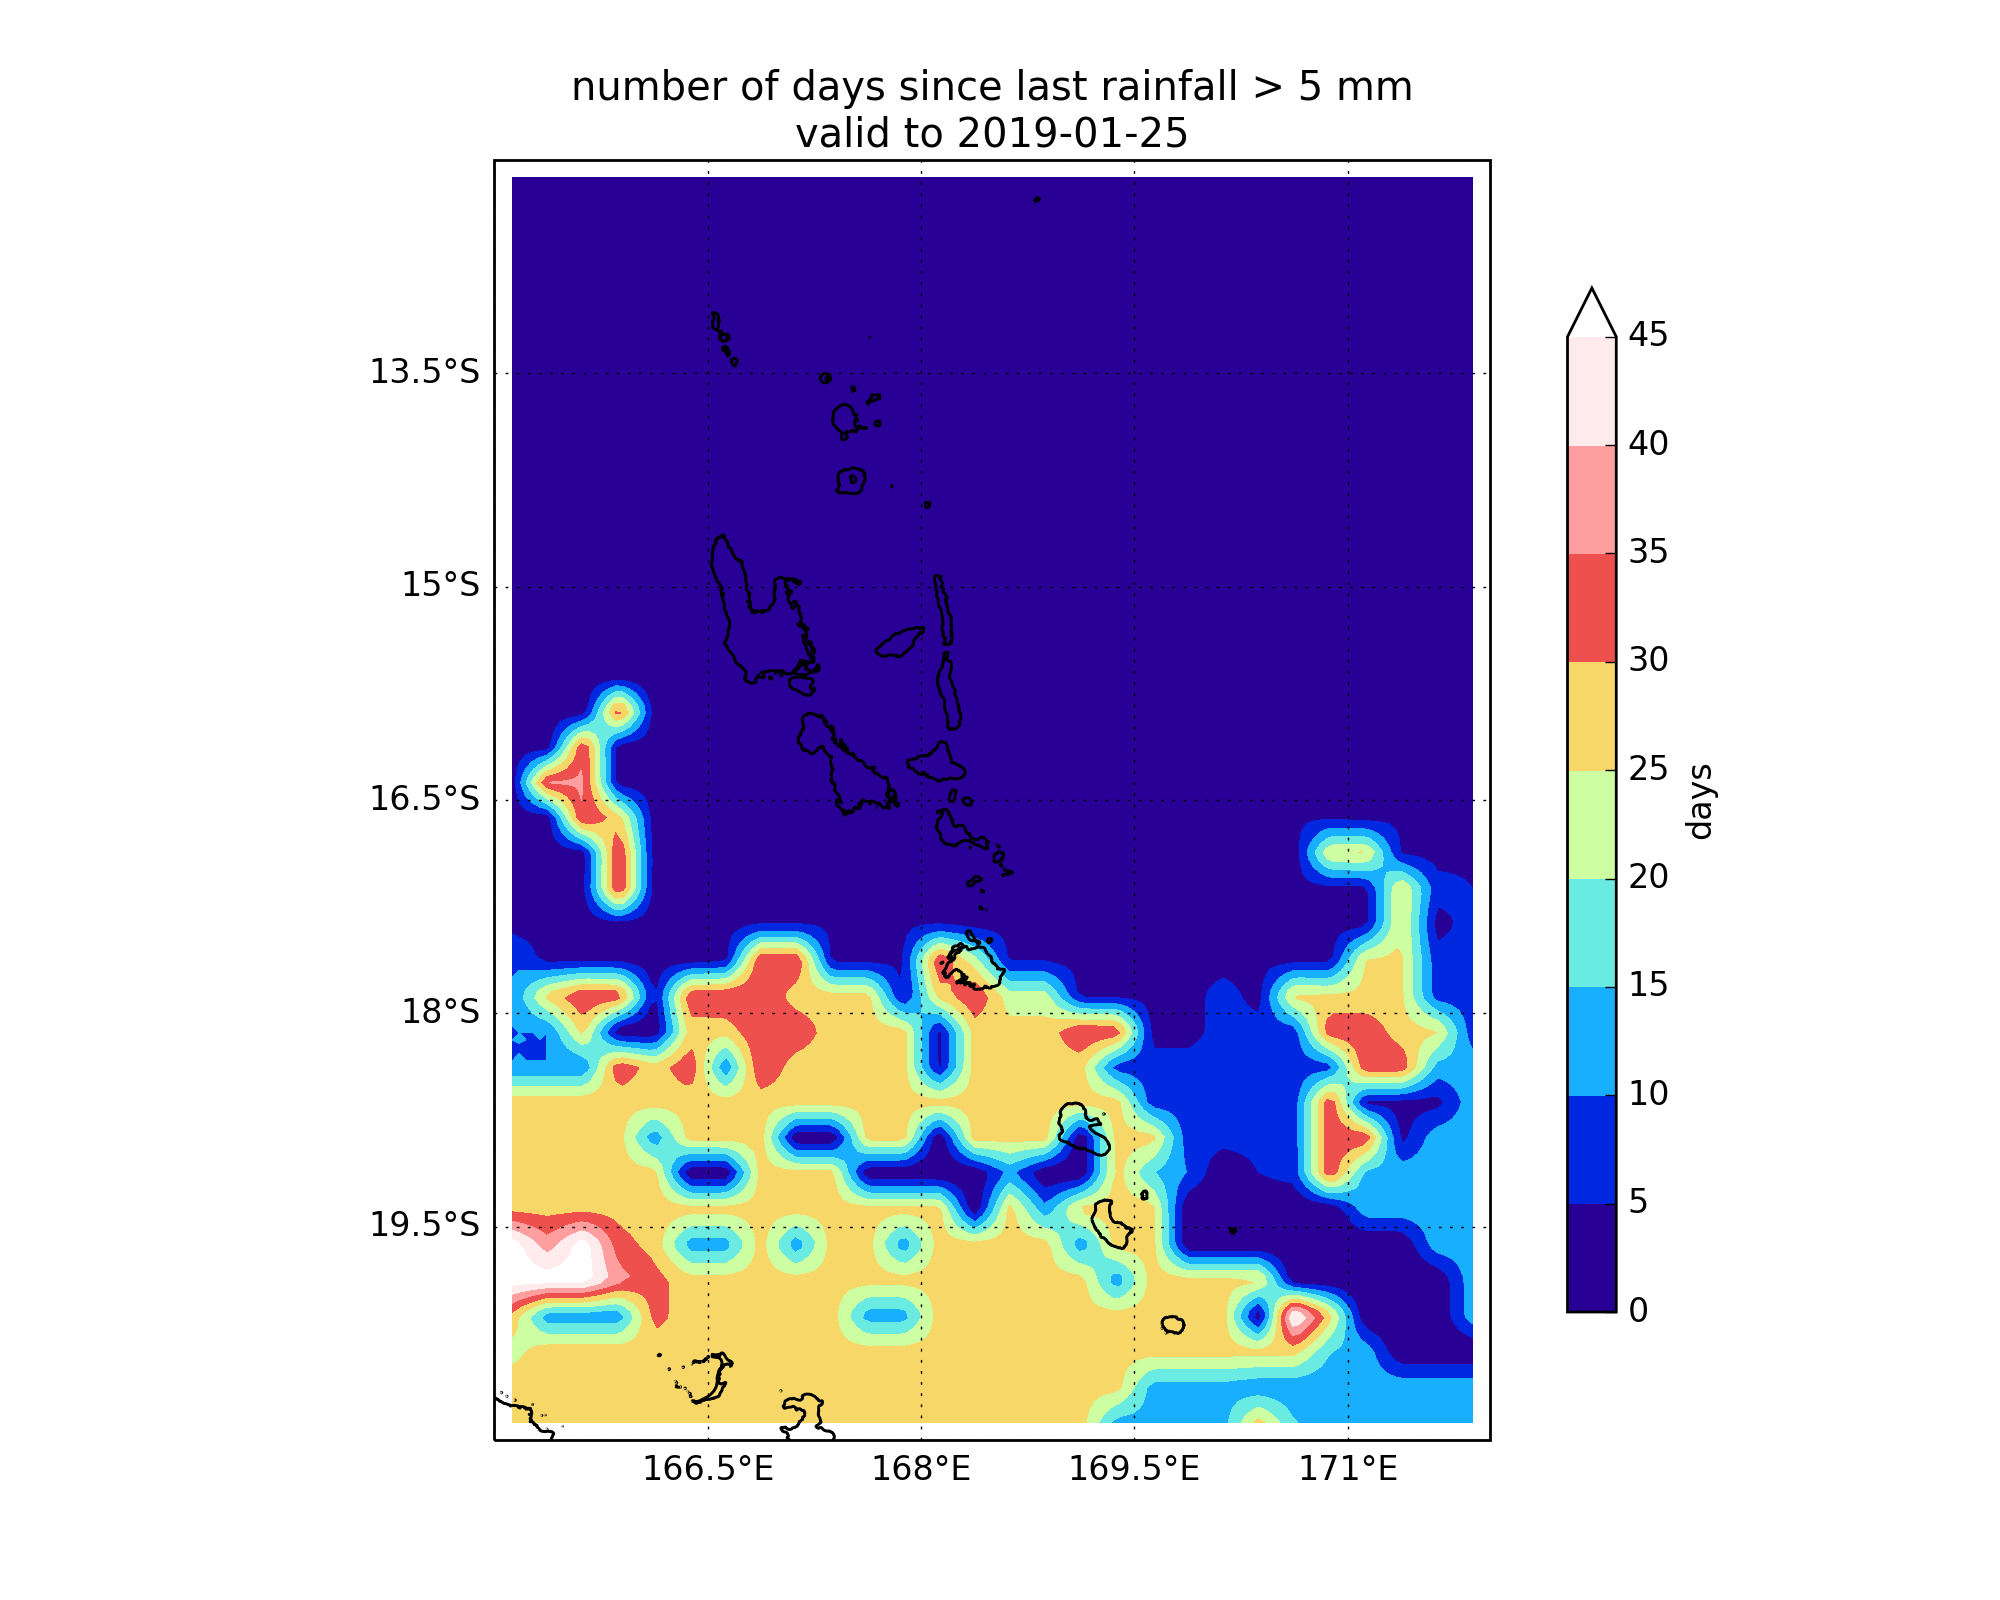 number of days since last rainfall > 5 mm
valid to 2019-01-25
13.5°S
15°S
16.5°S
18°S
19.5°S
166.5°E
168°E
169.5°E
171°E
45
40
35
30
25
20
15
10
5
0
days